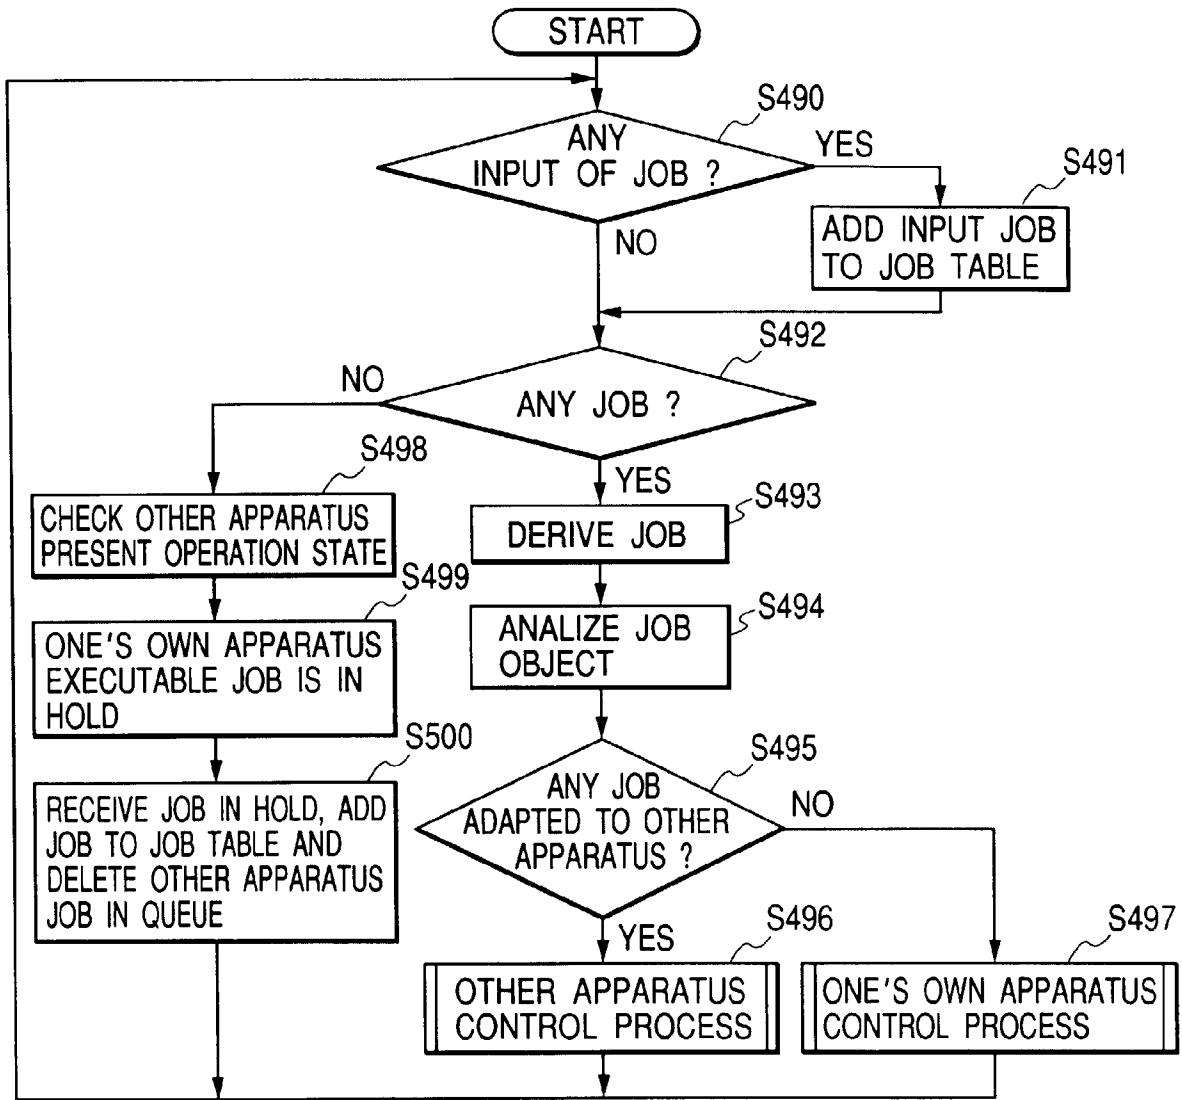 START
S490
ANY
INPUT OF JOB ?
YES
S491
ADD INPUT JOB
TO JOB TABLE
NO
S492
NO
ANY JOB ?
S498
YES
S493
CHECK OTHER APPARATUS
PRESENT OPERATION STATE
DERIVE JOB
S499
S494
ONE'S OWN APPARATUS
EXECUTABLE JOB IS IN
HOLD
ANALIZE JOB
OBJECT
S500
S495
RECEIVE JOB IN HOLD, ADD
JOB TO JOB TABLE AND
DELETE OTHER APPARATUS
JOB IN QUEUE
ANY JOB
ADAPTED TO OTHER
APPARATUS ?
NO
YES
S496
S497
OTHER APPARATUS
CONTROL PROCESS
ONE'S OWN APPARATUS
CONTROL PROCESS